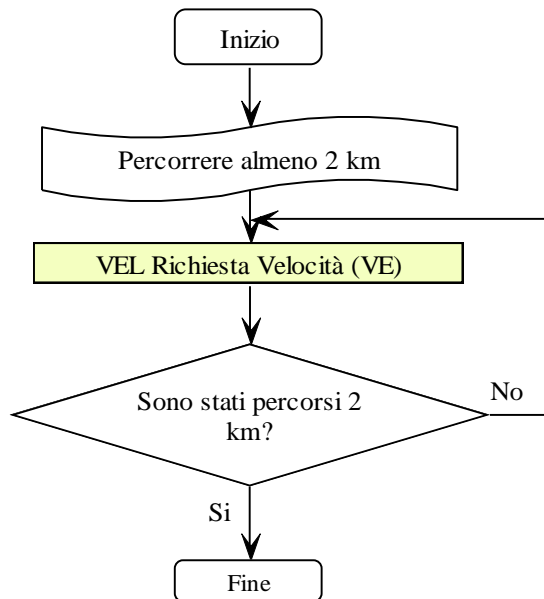 Inizio
Percorrere almeno 2 km
VEL Richiesta Velocità (VE)
Sono stati percorsi 2
km?
No
Si
Fine